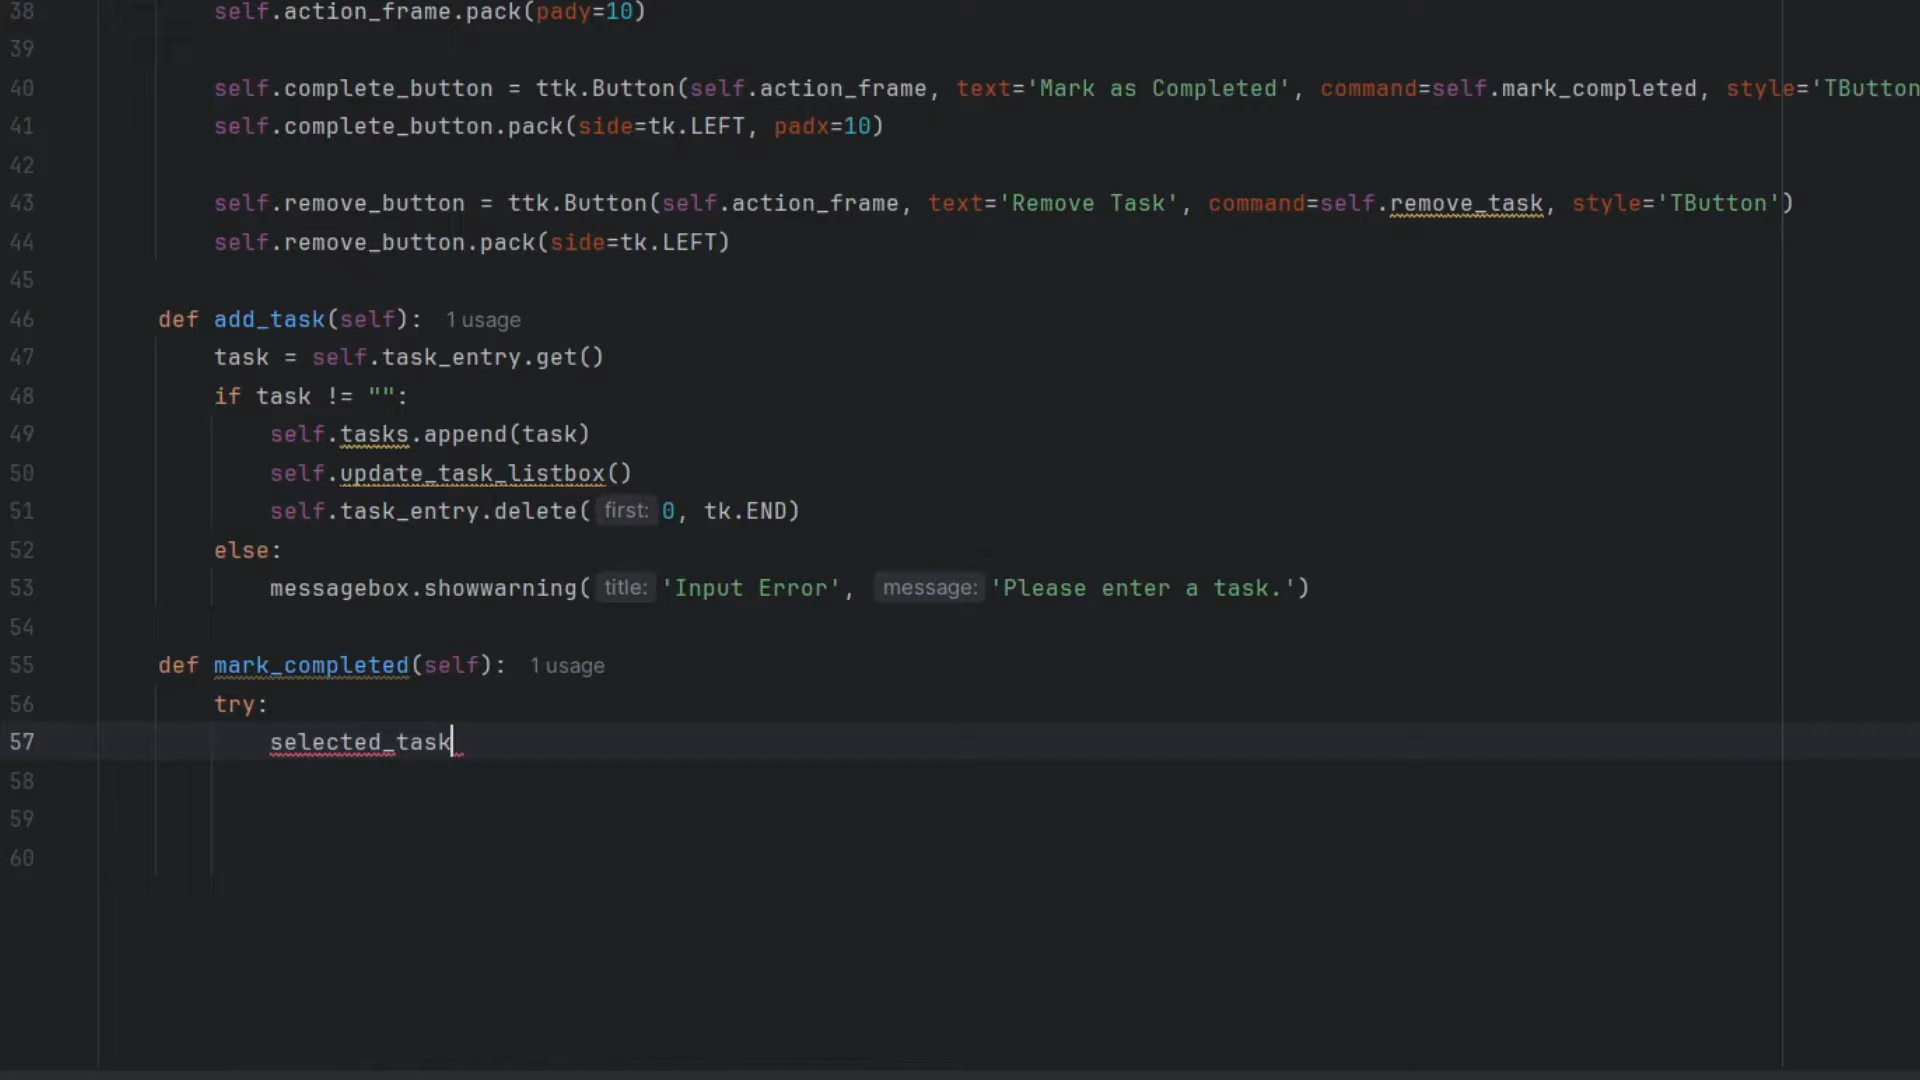 38 self.action_frame.pack(pady=10)
39
40 self.complete_button = ttk.Button(self.action_frame, text='Mark as Completed', command=self.mark_completed, style='TButton
41 self.complete_button.pack(side=tk.LEFT, padx=10)
42
43 self.remove_button = ttk.Button(self.action_frame, text='Remove Task', command=self.remove_task, style='TButton')
44 self.remove_button.pack(side=tk.LEFT)
45
46 def add_task(self): 1 usage
47 task = self.task_entry.get()
48 if task != "":
49 self.tasks.append(task)
50 self.update_task_listbox()
51 self.task_entry.delete( first: 0, tk.END)
52 else:
53 messagebox.showwarning( title: 'Input Error', message: 'Please enter a task.')
54
55 def mark_completed(self): 1 usage
56 try:
57 selected_task
58
59
60